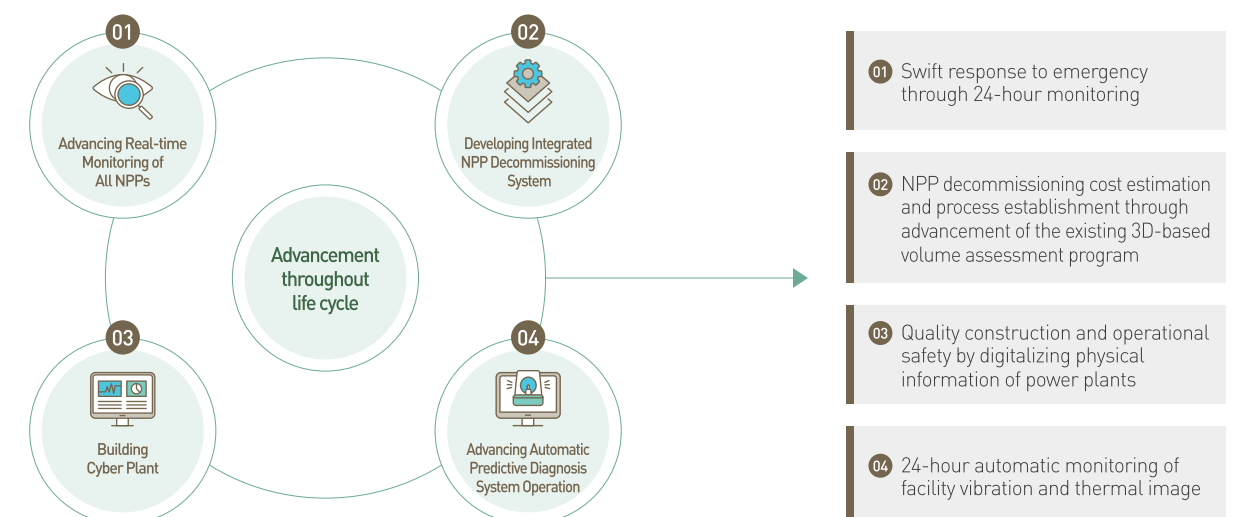 01
Advancing Real-time
Monitoring of
All NPPs
02
Developing Integrated
NPP Decommissioning
System
Advancement
throughout
life cycle
03
Building
Cyber Plant
04
Advancing Automatic
Predictive Diagnosis
System Operation
01 Swift response to emergency
through 24-hour monitoring
02 NPP decommissioning cost estimation
and process establishment through
advancement of the existing 3D-based
volume assessment program
03 Quality construction and operational
safety by digitalizing physical
information of power plants
04 24-hour automatic monitoring of
facility vibration and thermal image